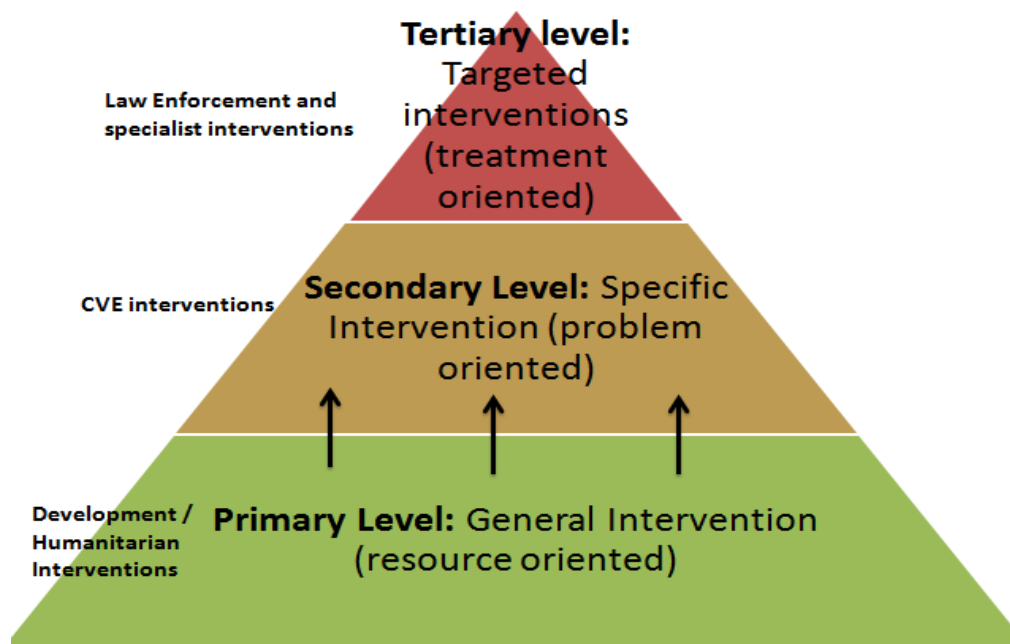 Tertiary level:
Targeted
interventions
(treatment
oriented)
Law Enforcement and
specialist interventions
Secondary Level: Specific
Intervention (problem
oriented)
CVE interventions
Primary Level: General Intervention
(resource oriented)
Development /
Humanitarian
Interventions